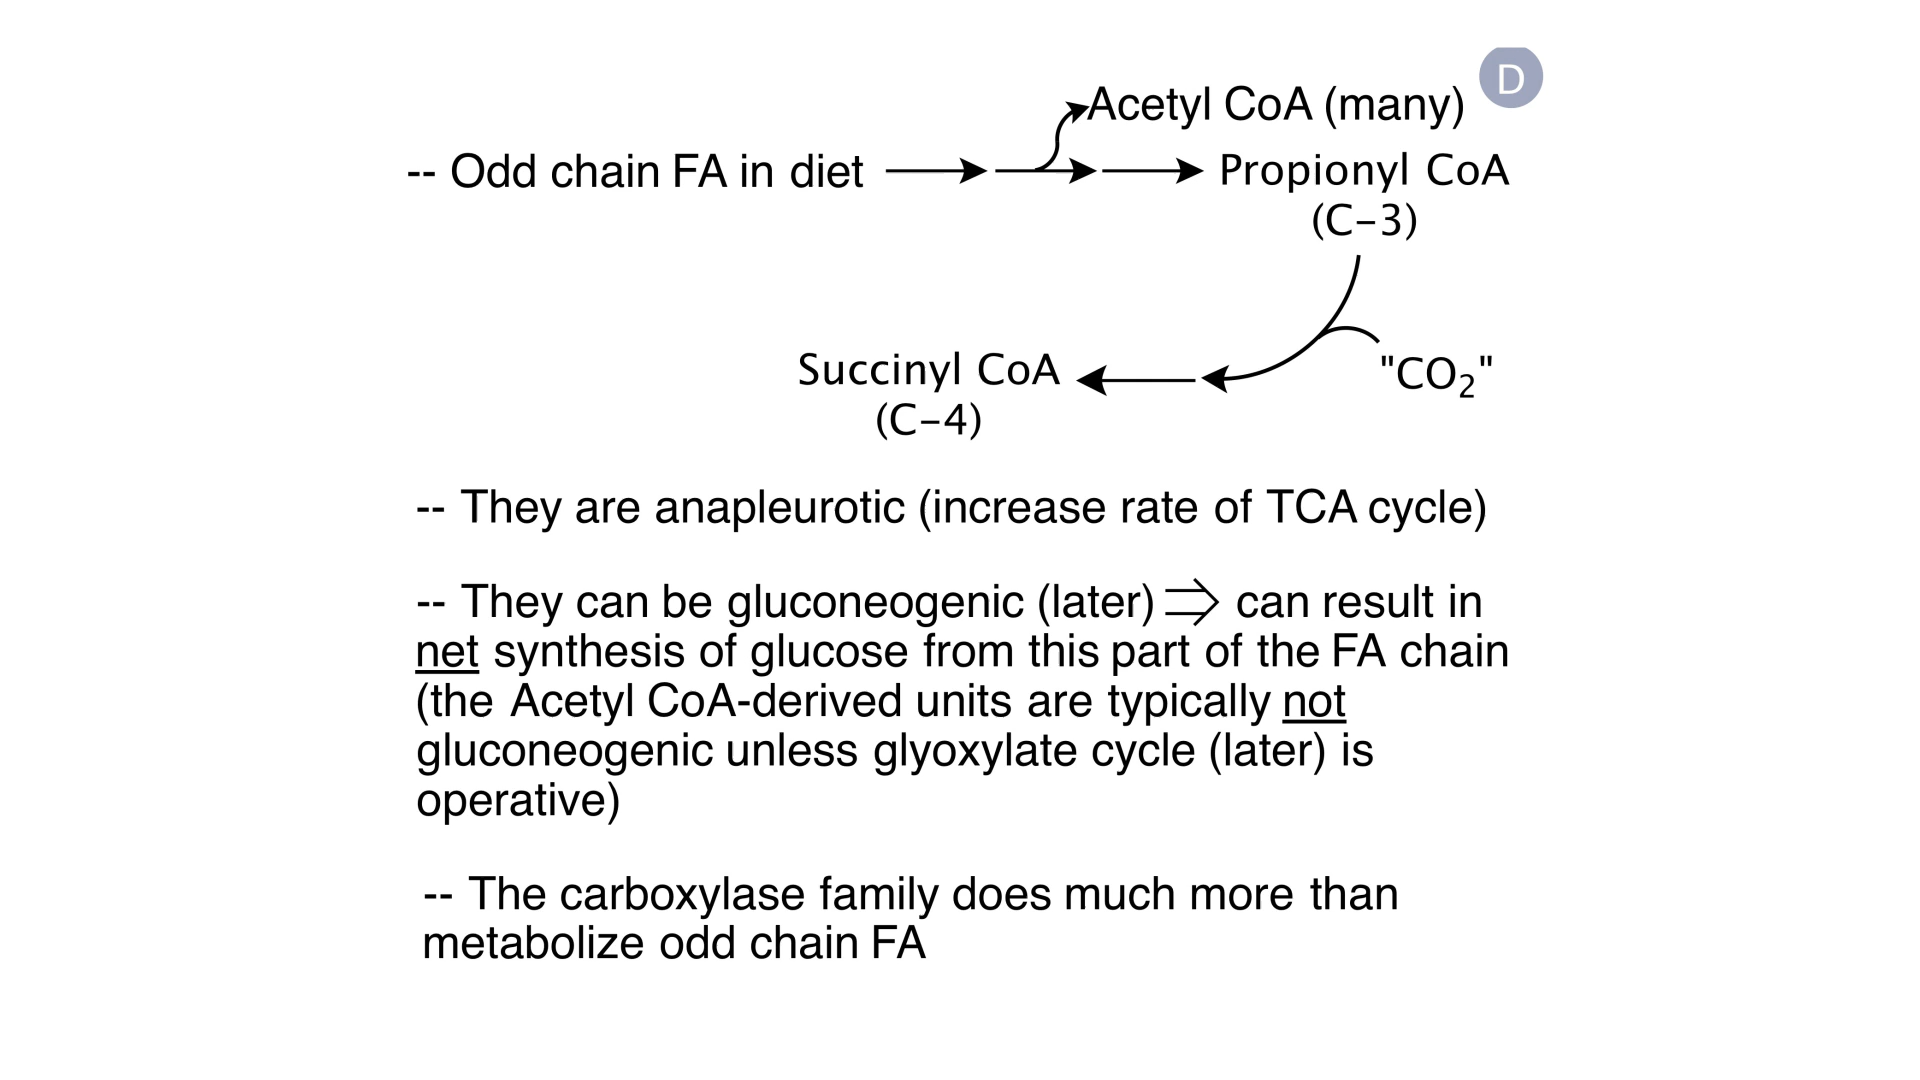 D
Acetyl CoA (many)
-- Odd chain FA in diet Propionyl CoA
(C-3)
Succinyl CoA "CO₂"
(C-4)
-- They are anapleurotic (increase rate of TCA cycle)
-- They can be gluconeogenic (later) ⇒ can result in
net synthesis of glucose from this part of the FA chain
(the Acetyl CoA-derived units are typically not
gluconeogenic unless glyoxylate cycle (later) is
operative)
-- The carboxylase family does much more than
metabolize odd chain FA